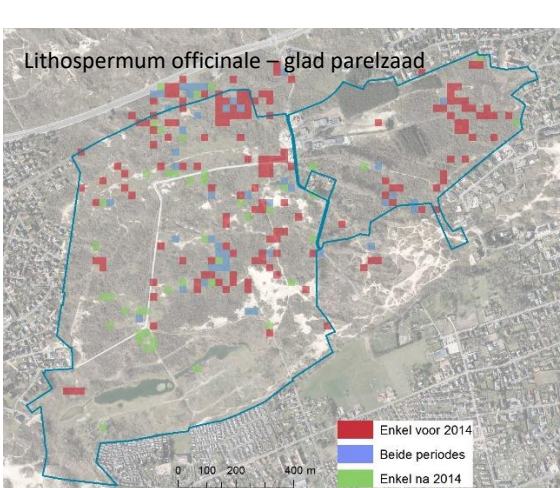 Lithospermum officinale – glad parelzaad
Enkel voor 2014
Beide periodes
Enkel na 2014
0 100 200 400 m